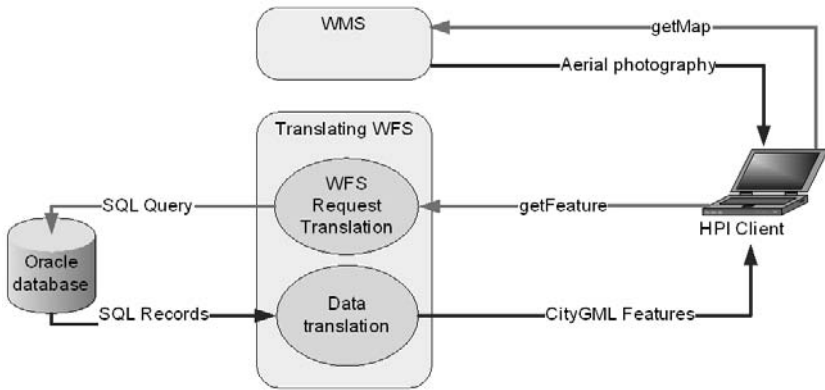 WMS
getMap
Aerial photography
Translating WFS
WFS
Request
Translation
SQL Query
getFeature
HPI Client
Oracle
database
Data
translation
SQL Records
CityGML Features